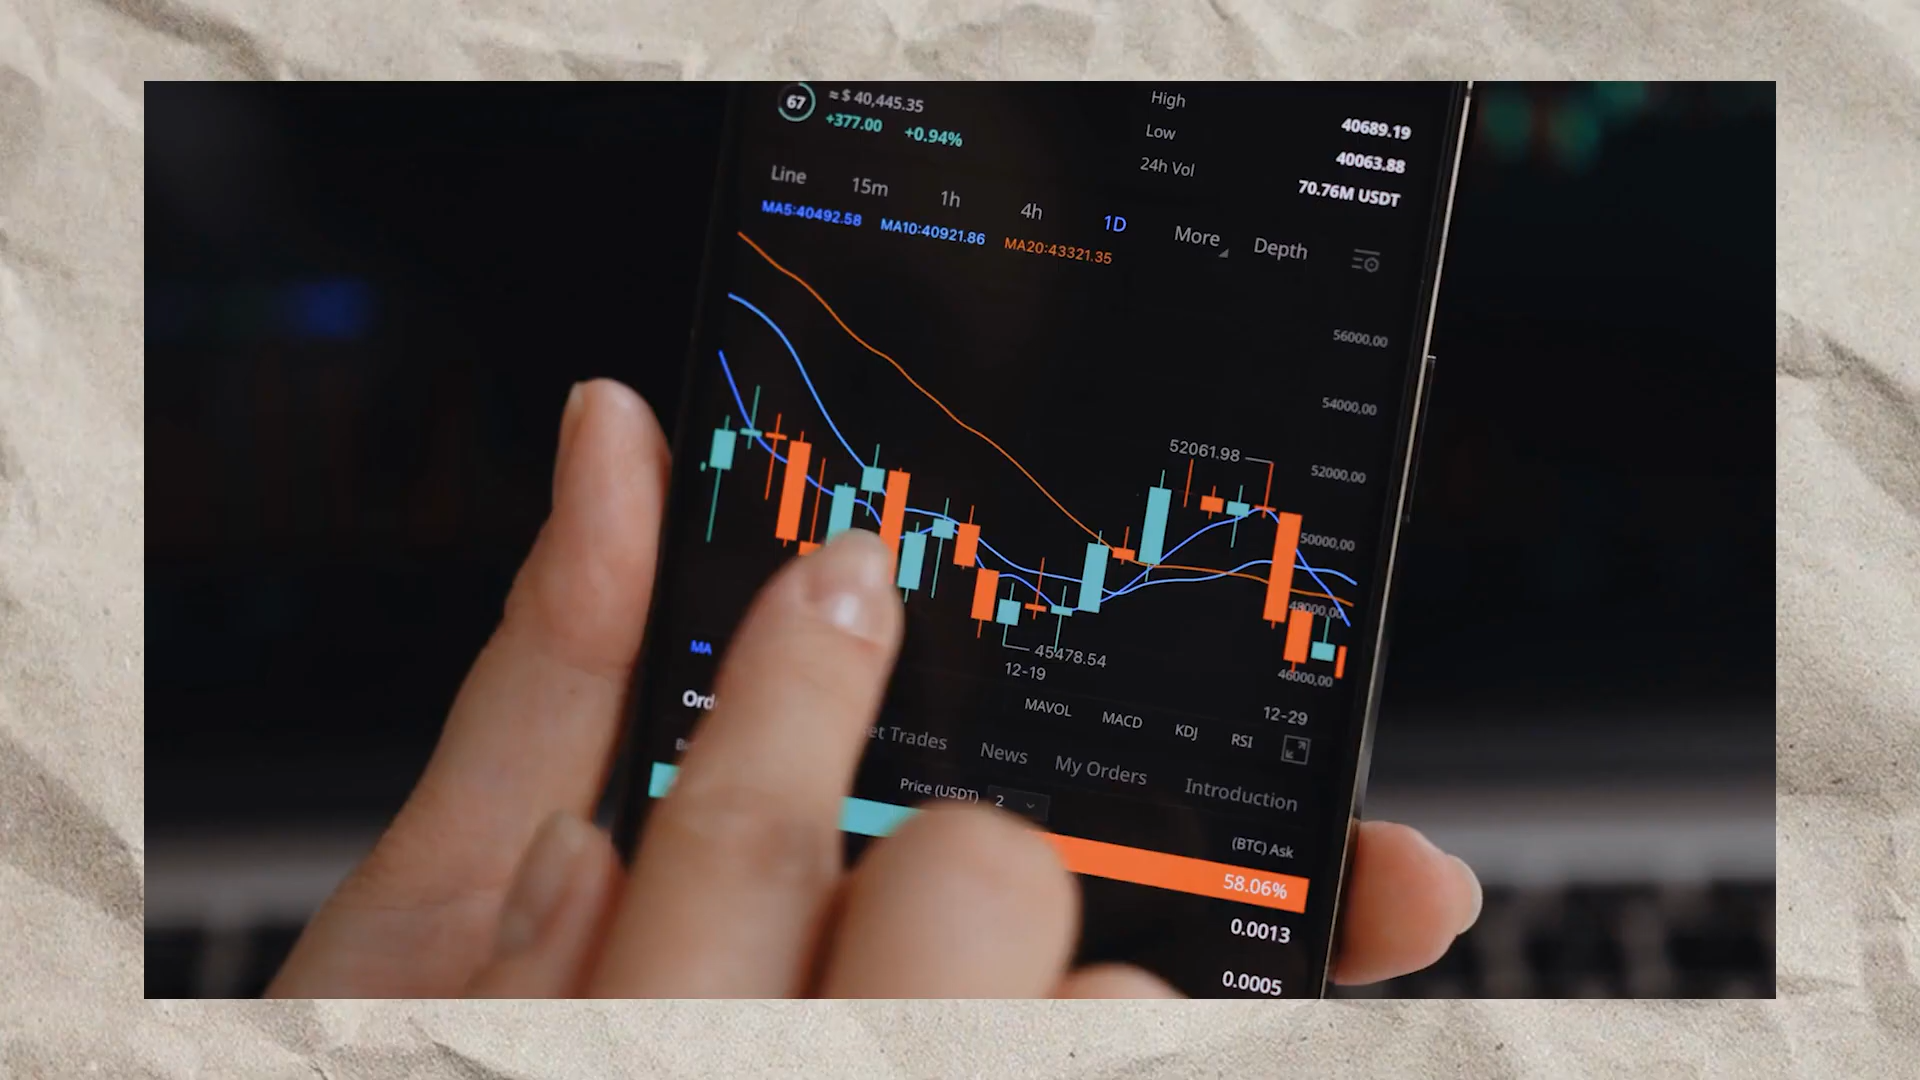 67
≈ $ 40,445.35
+377.00 +0.94%
High 40689.19
Low 40063.88
24h Vol 70.76M USDT
Line 15m 1h 4h 1D More Depth
MA5:40492.58 MA10:40921.86 MA20:43321.35
56000,00
54000,00
52061.98
52000,00
50000,00
48000,00
45478.54
46000,00
12-19
12-29
MA
MAVOL MACD KDJ RSI
Trades News My Orders Introduction
Price (USDT) 2
(BTC) Ask
58.06%
0.0013
0.0005